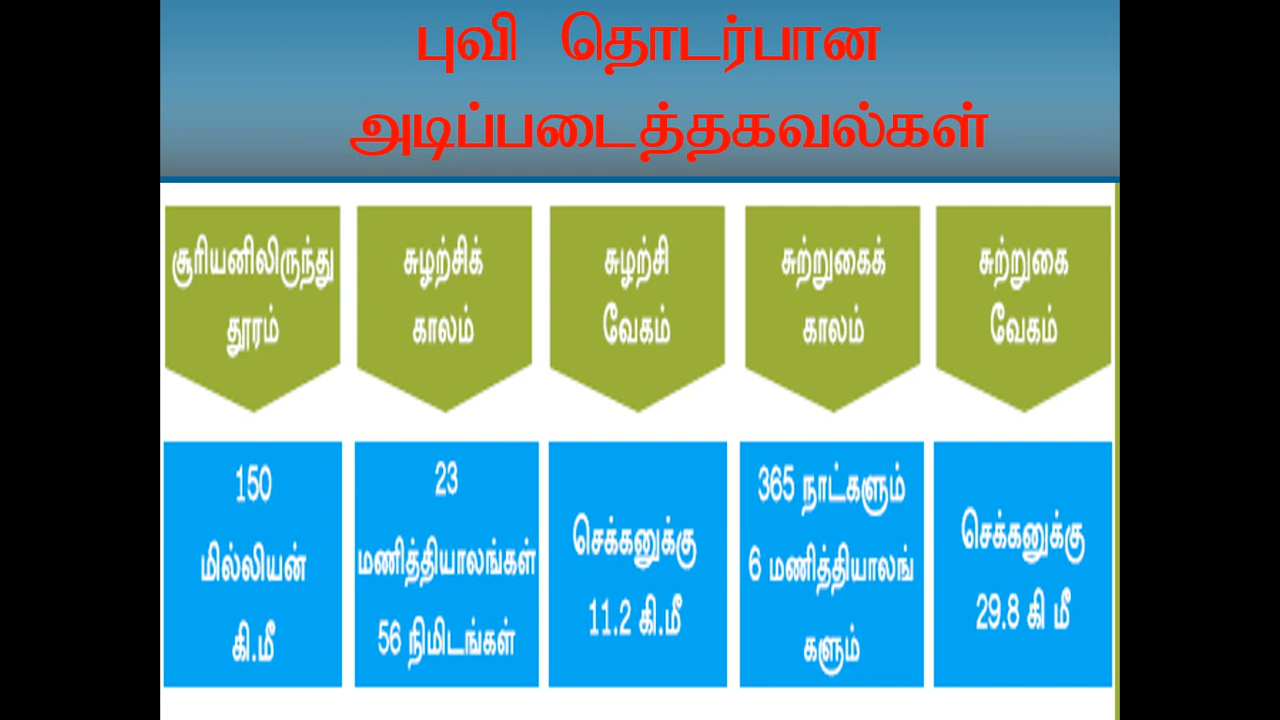 புவி தொடர்பான
அடிப்படைத்தகவல்கள்
சூரியனிலிருந்து
தூரம்
சுழற்சிக்
காலம்
சுழற்சி
வேகம்
சுற்றுகைக்
காலம்
சுற்றுகை
வேகம்
150
மில்லியன்
கி.மீ
23
மணித்தியாலங்கள்
56 நிமிடங்கள்
செக்கனுக்கு
11.2 கி.மீ
365 நாட்களும்
6 மணித்தியாலங்
களும்
செக்கனுக்கு
29.8 கி மீ